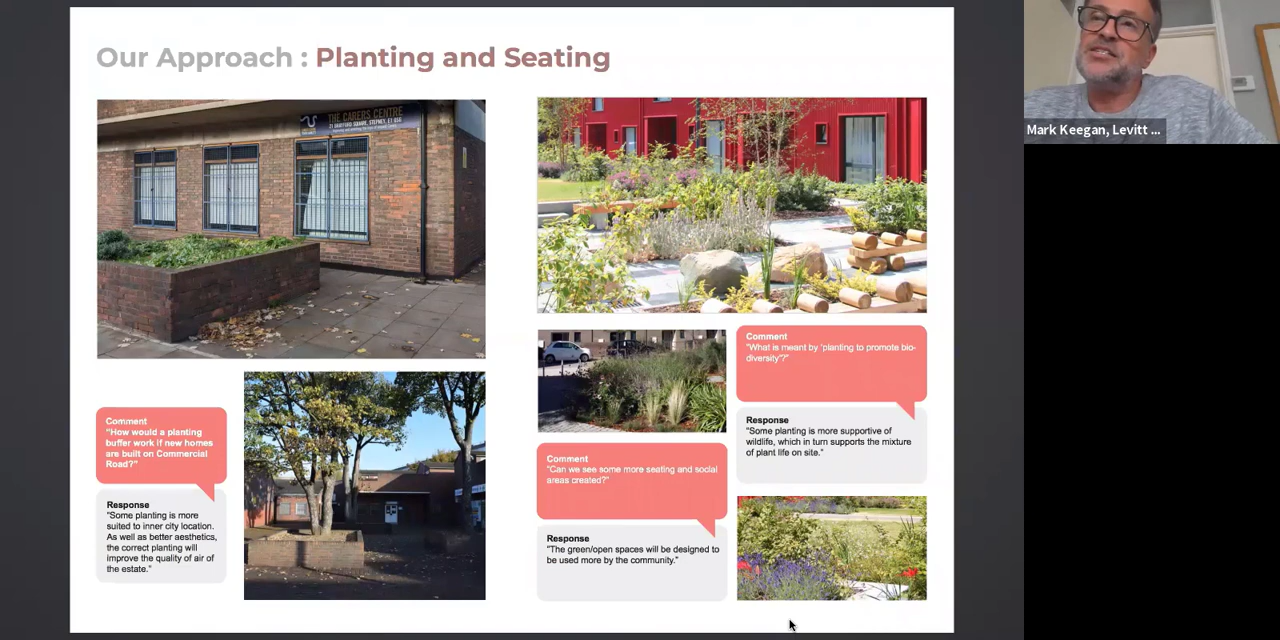 Our Approach : Planting and Seating
THE CARERS CENTRE
Comment
"How would a planting
buffer work if new homes
are built on Commercial
Road?"
Response
"Some planting is more
suited to inner city location.
As well as better aesthetics,
the correct planting will
improve the quality of air of
the estate."
Comment
"What is meant by 'planting to promote bio-
diversity'?"
Response
"Some planting is more supportive of
wildlife, which in turn supports the mixture
of plant life on site."
Comment
"Can we see some more seating and social
areas created?"
Response
"The green/open spaces will be designed to
be used more by the community."
Mark Keegan, Levitt ...